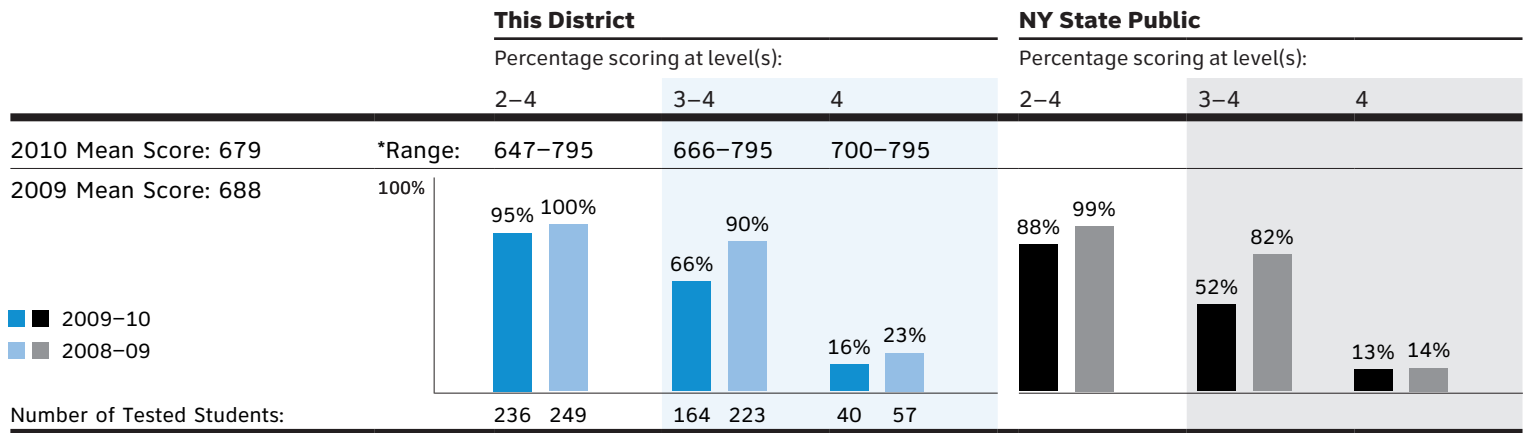 This District NY State Public
Percentage scoring at level(s): Percentage scoring at level(s):
2–4 3–4 4 2–4 3–4 4
2010 Mean Score: 679 *Range: 647–795 666–795 700–795
2009 Mean Score: 688 100%
95% 100% 66% 90% 16% 23% 88% 99% 52% 82% 13% 14%
2009–10
2008–09
Number of Tested Students: 236 249 164 223 40 57